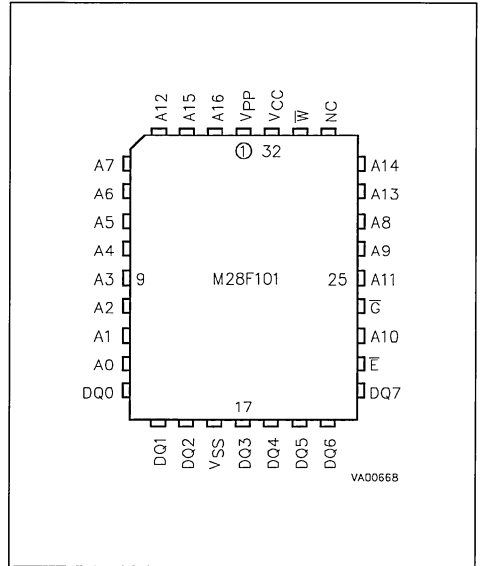 A12 A15 A16 VPP VCC W̅ NC
① 32
A7 A14
A6 A13
A5 A8
A4 A9
A3 9 M28F101 25 A11
A2 G̅
A1 A10
A0 E̅
DQ0 DQ7
17
DQ1 DQ2 VSS DQ3 DQ4 DQ5 DQ6
VA00668